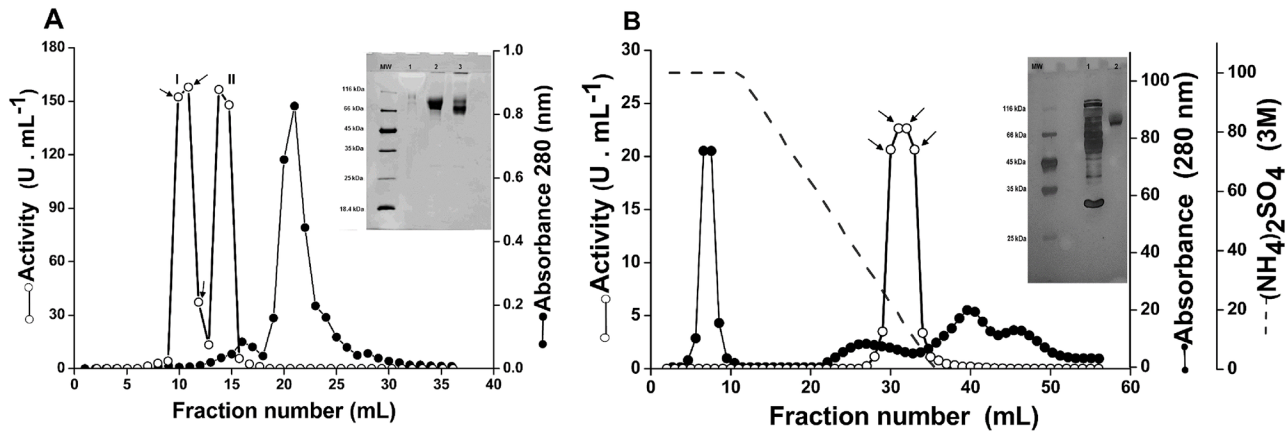 A
Activity (U . mL-1)
180
150
120
90
60
30
0
I
II
MW 1 2 3
116 kDa
66 kDa
45 kDa
35 kDa
25 kDa
18.4 kDa
1.0
0.8
0.6
0.4
0.2
0.0
Absorbance 280 (nm)
0 5 10 15 20 25 30 35 40
Fraction number (mL)
B
Activity (U . mL-1)
30
25
20
15
10
5
0
MW 1 2
116 kDa
66 kDa
45 kDa
35 kDa
25 kDa
100
80
60
40
20
0
Absorbance (280 nm)
100
80
60
40
20
0
(NH4)2SO4 (3M)
0 10 20 30 40 50 60
Fraction number (mL)